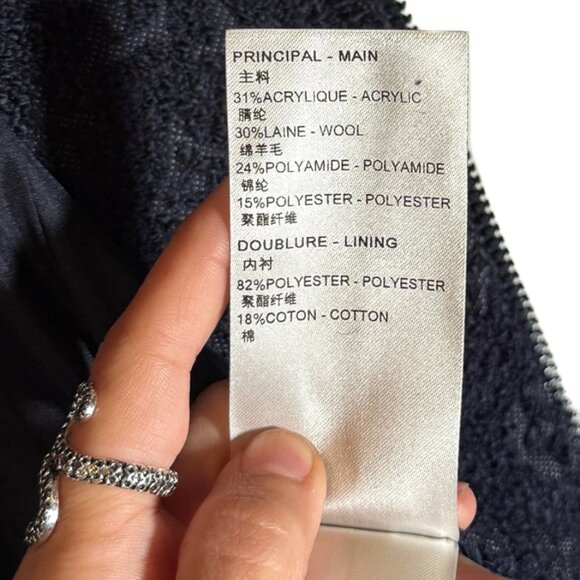 PRINCIPAL - MAIN
主料
31%ACRYLIQUE - ACRYLIC
腈纶
30%LAINE - WOOL
绵羊毛
24%POLYAMIDE - POLYAMIDE
锦纶
15%POLYESTER - POLYESTER
聚酯纤维
DOUBLURE - LINING
内衬
82%POLYESTER - POLYESTER
聚酯纤维
18%COTON - COTTON
棉